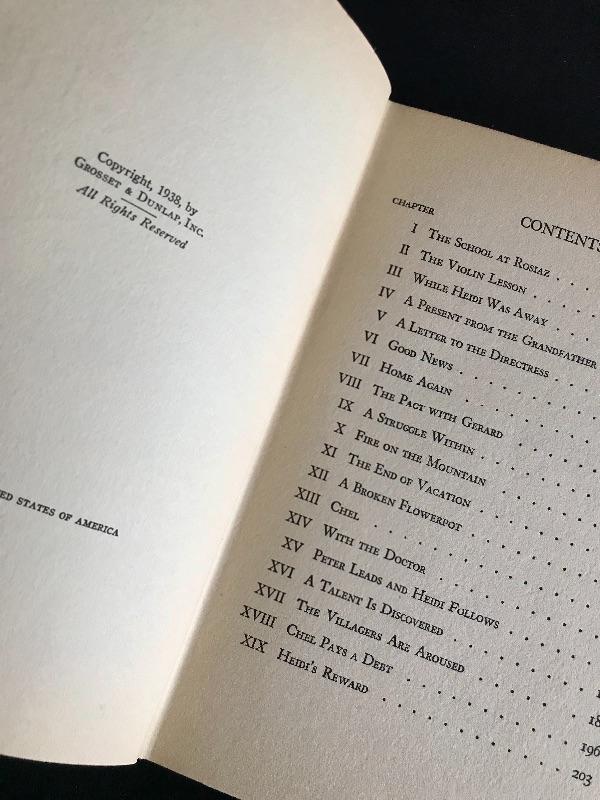 Copyright, 1938, by
Grosset & Dunlap, Inc.
All Rights Reserved
STATES OF AMERICA
CONTENTS
CHAPTER
I The School at Rosiaz . . .
II The Violin Lesson . . . .
III While Heidi Was Away . . .
IV A Present from the Grandfather
V A Letter to the Directress . . .
VI Good News . . . . . . .
VII Home Again . . . . . . .
VIII The Pact with Gerard . . . .
IX A Struggle Within . . . . . .
X Fire on the Mountain . . . . .
XI The End of Vacation . . . . .
XII A Broken Flowerpot . . . . . .
XIII Chel . . . . . . . . . .
XIV With the Doctor . . . . . . .
XV Peter Leads and Heidi Follows . . . .
XVI A Talent Is Discovered . . . . . .
XVII The Villagers Are Aroused . . . . .
XVIII Chel Pays a Debt . . . . . . . 196
XIX Heidi's Reward . . . . . . . 203